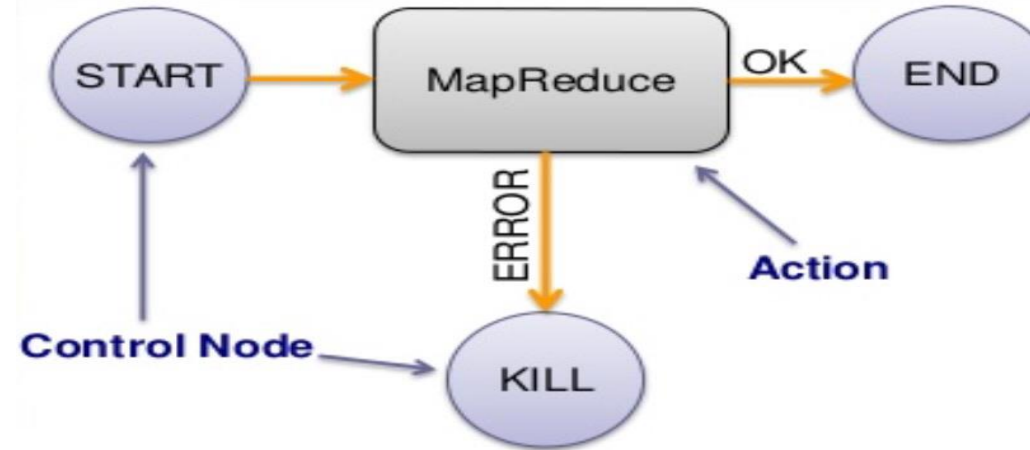 START
MapReduce
OK
END
ERROR
Action
Control Node
KILL